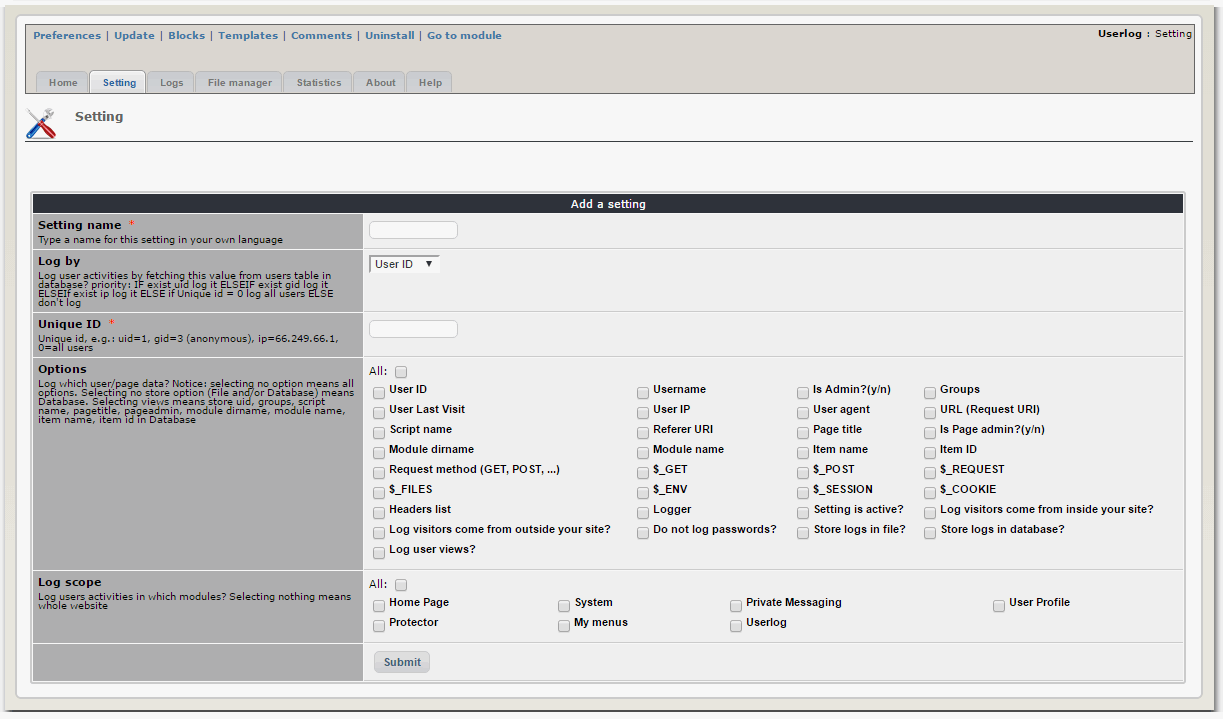 Preferences | Update | Blocks | Templates | Comments | Uninstall | Go to module
Userlog : Setting
Home Setting Logs File manager Statistics About Help
Setting
Add a setting
Setting name *
Type a name for this setting in your own language
Log by
Log user activities by fetching this value from users table in
database? priority: IF exist uid log it ELSEIF exist gid log it
ELSEIf exist ip log it ELSE if Unique id = 0 log all users ELSE
don't log
User ID ▼
Unique ID *
Unique id, e.g.: uid=1, gid=3 (anonymous), ip=66.249.66.1,
0=all users
Options
Log which user/page data? Notice: selecting no option means all
options. Selecting no store option (File and/or Database) means
Database. Selecting views means store uid, groups, script
name, pagetitle, pageadmin, module dirname, module name,
item name, item id in Database
All:
User ID Username Is Admin?(y/n) Groups
User Last Visit User IP User agent URL (Request URI)
Script name Referer URI Page title Is Page admin?(y/n)
Module dirname Module name Item name Item ID
Request method (GET, POST, ...) $_GET $_POST $_REQUEST
$_FILES $_ENV $_SESSION $_COOKIE
Headers list Logger Setting is active? Log visitors come from inside your site?
Log visitors come from outside your site? Do not log passwords? Store logs in file? Store logs in database?
Log user views?
Log scope
Log users activities in which modules? Selecting nothing means
whole website
All:
Home Page System Private Messaging User Profile
Protector My menus Userlog
Submit